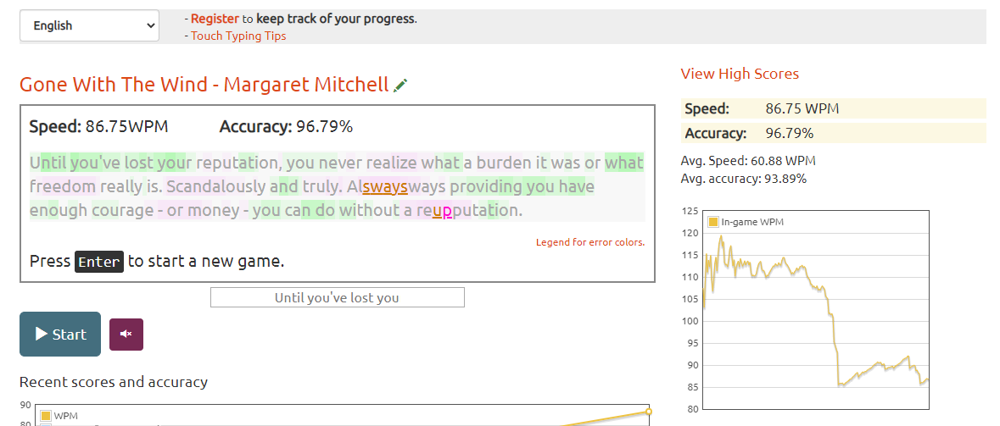 English
- Register to keep track of your progress.
- Touch Typing Tips
Gone With The Wind - Margaret Mitchell
Speed: 86.75WPM Accuracy: 96.79%
Until you've lost your reputation, you never realize what a burden it was or what
freedom really is. Scandalously and truly. Alswaysways providing you have
enough courage - or money - you can do without a reupputation.
Legend for error colors.
Press Enter to start a new game.
Until you've lost you
Start
Recent scores and accuracy
90
WPM
80
View High Scores
Speed: 86.75 WPM
Accuracy: 96.79%
Avg. Speed: 60.88 WPM
Avg. accuracy: 93.89%
125
In-game WPM
120
115
110
105
100
95
90
85
80